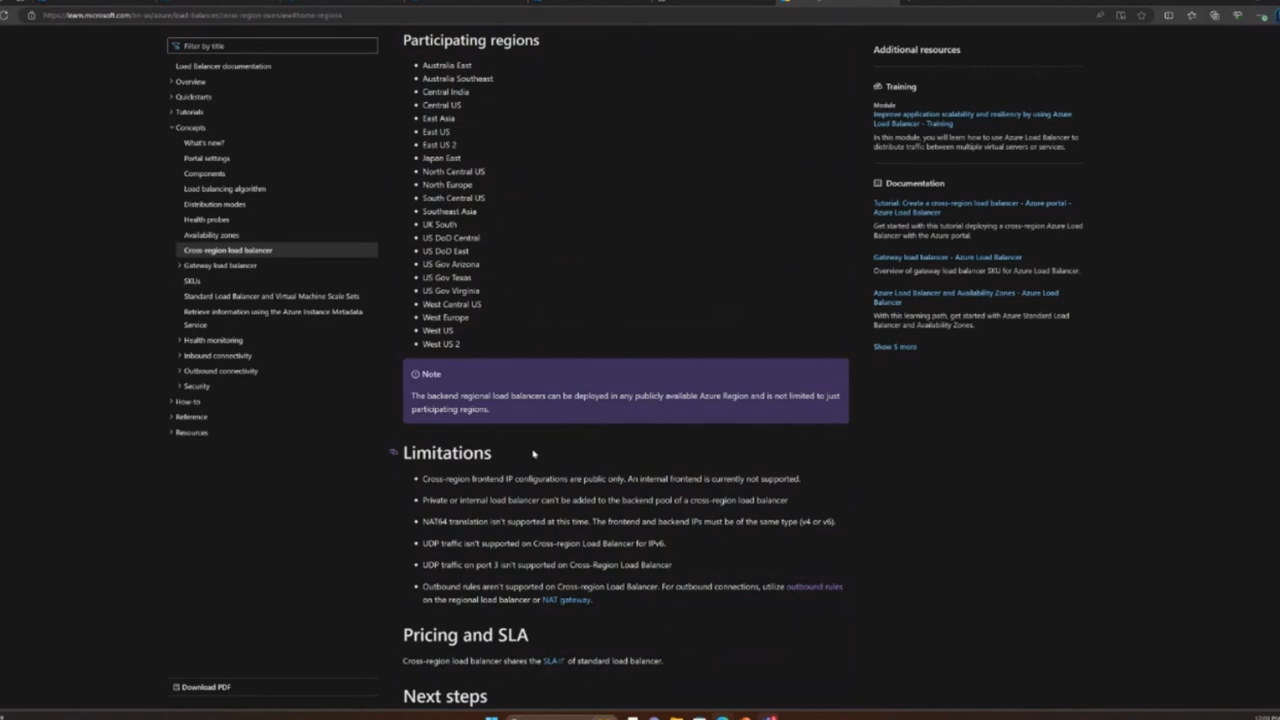 https://learn.microsoft.com/en-us/azure/load-balancer/cross-region-overview#home-regions
Filter by title
Load Balancer documentation
Overview
Quickstarts
Tutorials
Concepts
What's new?
Portal settings
Components
Load balancing algorithm
Distribution modes
Health probes
Availability zones
Cross-region load balancer
Gateway load balancer
SKUs
Standard Load Balancer and Virtual Machine Scale Sets
Retrieve information using the Azure Instance Metadata
Service
Health monitoring
Inbound connectivity
Outbound connectivity
Security
How-to
Reference
Resources
Download PDF
Participating regions
Australia East
Australia Southeast
Central India
Central US
East Asia
East US
East US 2
Japan East
North Central US
North Europe
South Central US
Southeast Asia
UK South
US DoD Central
US DoD East
US Gov Arizona
US Gov Texas
US Gov Virginia
West Central US
West Europe
West US
West US 2
Note
The backend regional load balancers can be deployed in any publicly available Azure Region and is not limited to just
participating regions.
Limitations
Cross-region frontend IP configurations are public only. An internal frontend is currently not supported.
Private or internal load balancer can't be added to the backend pool of a cross-region load balancer
NAT64 translation isn't supported at this time. The frontend and backend IPs must be of the same type (v4 or v6).
UDP traffic isn't supported on Cross-region Load Balancer for IPv6.
UDP traffic on port 3 isn't supported on Cross-Region Load Balancer
Outbound rules aren't supported on Cross-region Load Balancer. For outbound connections, utilize outbound rules
on the regional load balancer or NAT gateway.
Pricing and SLA
Cross-region load balancer shares the SLA of standard load balancer.
Next steps
Additional resources
Training
Module
Improve application scalability and resiliency by using Azure
Load Balancer - Training
In this module, you will learn how to use Azure Load Balancer to
distribute traffic between multiple virtual servers or services.
Documentation
Tutorial: Create a cross-region load balancer - Azure portal -
Azure Load Balancer
Get started with this tutorial deploying a cross-region Azure Load
Balancer with the Azure portal.
Gateway load balancer - Azure Load Balancer
Overview of gateway load balancer SKU for Azure Load Balancer.
Azure Load Balancer and Availability Zones - Azure Load
Balancer
With this learning path, get started with Azure Standard Load
Balancer and Availability Zones.
Show 5 more